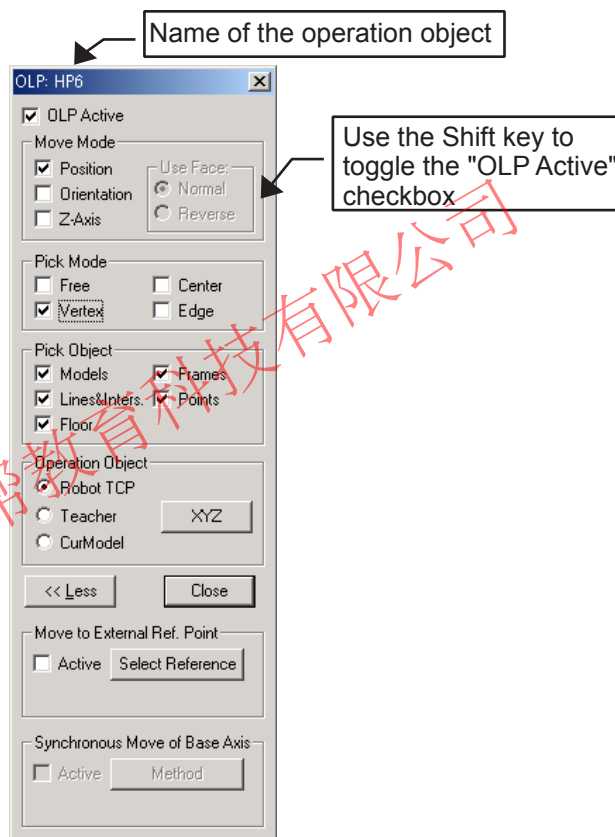 Name of the operation object
OLP: HP6
OLP Active
Use the Shift key to
toggle the "OLP Active"
checkbox
Move Mode
Position
Orientation
Z-Axis
Use Face:
Normal
Reverse
Pick Mode
Free
Center
Vertex
Edge
Pick Object
Models
Frames
Lines&Inters.
Points
Floor
Operation Object
Robot TCP
Teacher
XYZ
CurModel
<< Less
Close
Move to External Ref. Point
Active
Select Reference
Synchronous Move of Base Axis
Active
Method
帮教育科技有限公司